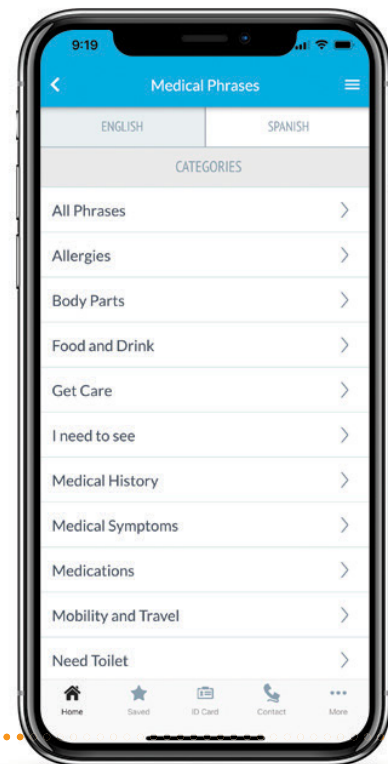 9:19
Medical Phrases
ENGLISH SPANISH
CATEGORIES
All Phrases
Allergies
Body Parts
Food and Drink
Get Care
I need to see
Medical History
Medical Symptoms
Medications
Mobility and Travel
Need Toilet
Home Saved ID Card Contact More